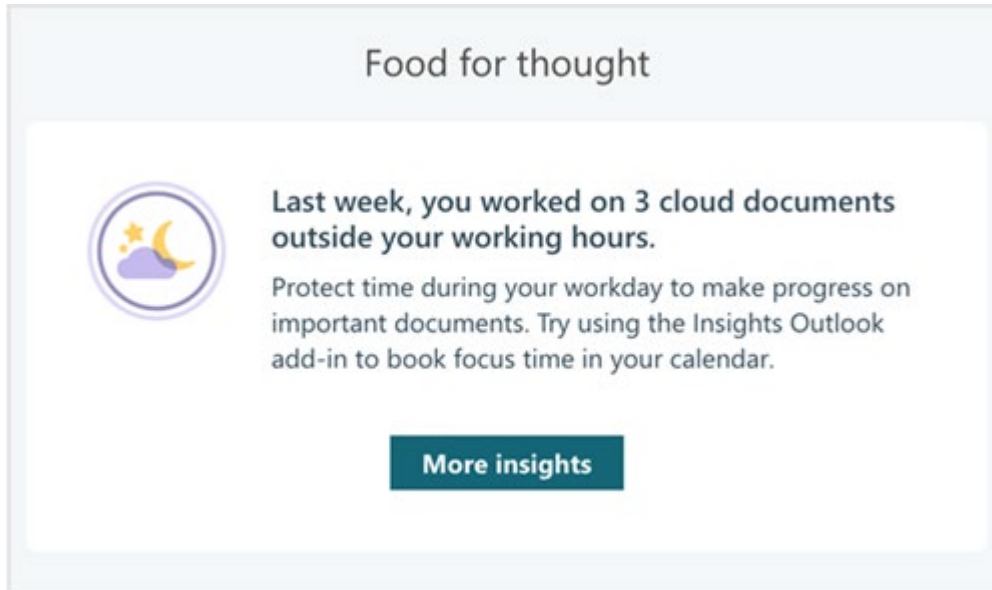 Food for thought
Last week, you worked on 3 cloud documents
outside your working hours.
Protect time during your workday to make progress on
important documents. Try using the Insights Outlook
add-in to book focus time in your calendar.
More insights